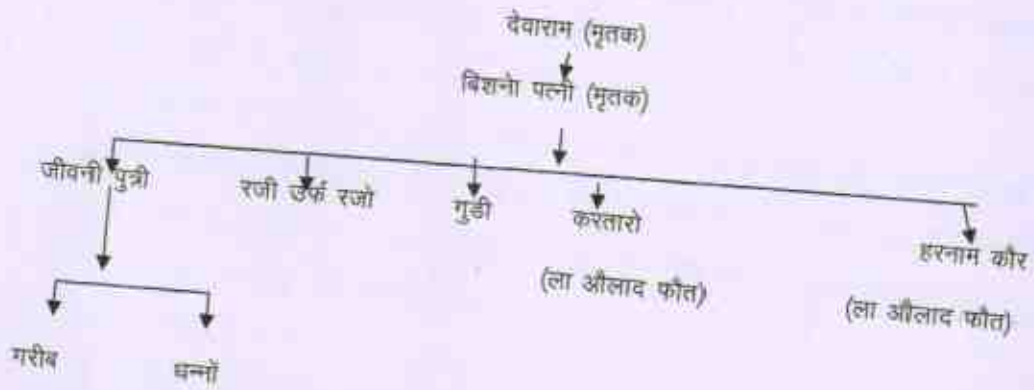 देवाराम (मृतक)
बिशनो पत्नी (मृतक)
जीवनी पुत्री
रजी उर्फ रजो
गुडी
करतारो
हरनाम कौर
(ला औलाद फौत)
(ला औलाद फौत)
गरीब
धन्नों